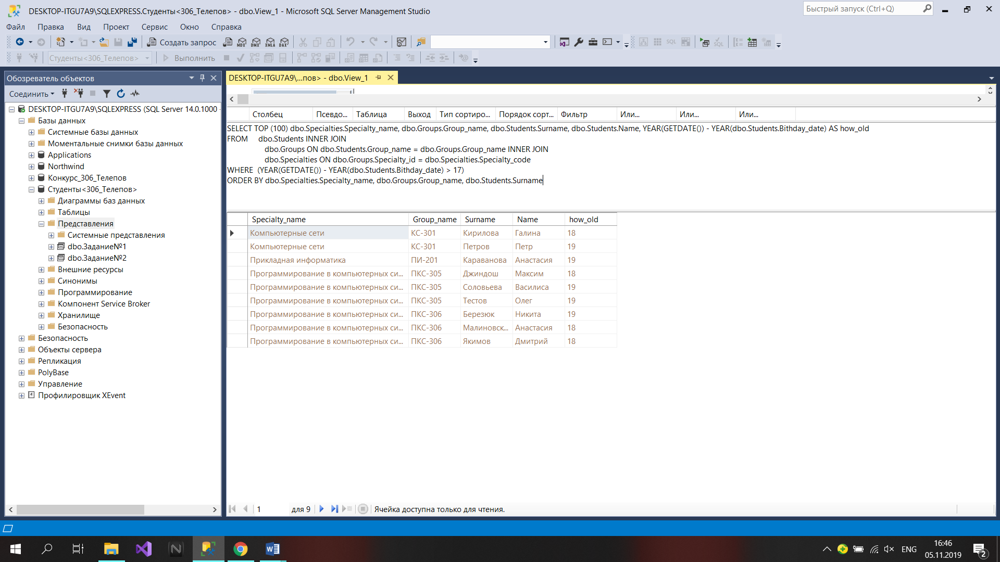 DESKTOP-ITGU7A9\SQLEXPRESS.Студенты<306_Телепов> - dbo.View_1 - Microsoft SQL Server Management Studio
Быстрый запуск (Ctrl+Q)
Файл Правка Вид Проект Сервис Окно Справка
Создать запрос MDX DMX XMLA DAX SQL SQL
Студенты<306_Телепов> Выполнить
Обозреватель объектов
Соединить
DESKTOP-ITGU7A9\SQLEXPRESS (SQL Server 14.0.1000 -
Базы данных
Системные базы данных
Моментальные снимки базы данных
Applications
Northwind
Конкурс_306_Телепов
Студенты<306_Телепов>
Диаграммы баз данных
Таблицы
Представления
Системные представления
dbo.Задание№1
dbo.Задание№2
Внешние ресурсы
Синонимы
Программирование
Компонент Service Broker
Хранилище
Безопасность
Безопасность
Объекты сервера
Репликация
PolyBase
Управление
Профилировщик XEvent
DESKTOP-ITGU7A9\...пов> - dbo.View_1
Столбец Псевдо... Таблица Выход Тип сортиро... Порядок сорт... Фильтр Или... Или... Или...
SELECT TOP (100) dbo.Specialties.Specialty_name, dbo.Groups.Group_name, dbo.Students.Surname, dbo.Students.Name, YEAR(GETDATE()) - YEAR(dbo.Students.Bithday_date) AS how_old
FROM dbo.Students INNER JOIN
dbo.Groups ON dbo.Students.Group_name = dbo.Groups.Group_name INNER JOIN
dbo.Specialties ON dbo.Groups.Specialty_id = dbo.Specialties.Specialty_code
WHERE (YEAR(GETDATE()) - YEAR(dbo.Students.Bithday_date) > 17)
ORDER BY dbo.Specialties.Specialty_name, dbo.Groups.Group_name, dbo.Students.Surname
Specialty_name Group_name Surname Name how_old
Компьютерные сети КС-301 Кирилова Галина 18
Компьютерные сети КС-301 Петров Петр 19
Прикладная информатика ПИ-201 Караванова Анастасия 19
Программирование в компьютерных си... ПКС-305 Джиндош Максим 18
Программирование в компьютерных си... ПКС-305 Соловьева Василиса 19
Программирование в компьютерных си... ПКС-305 Тестов Олег 19
Программирование в компьютерных си... ПКС-306 Березюк Никита 19
Программирование в компьютерных си... ПКС-306 Малиновск... Анастасия 18
Программирование в компьютерных си... ПКС-306 Якимов Дмитрий 18
1 для 9 Ячейка доступна только для чтения.
ENG
16:46
05.11.2019
2